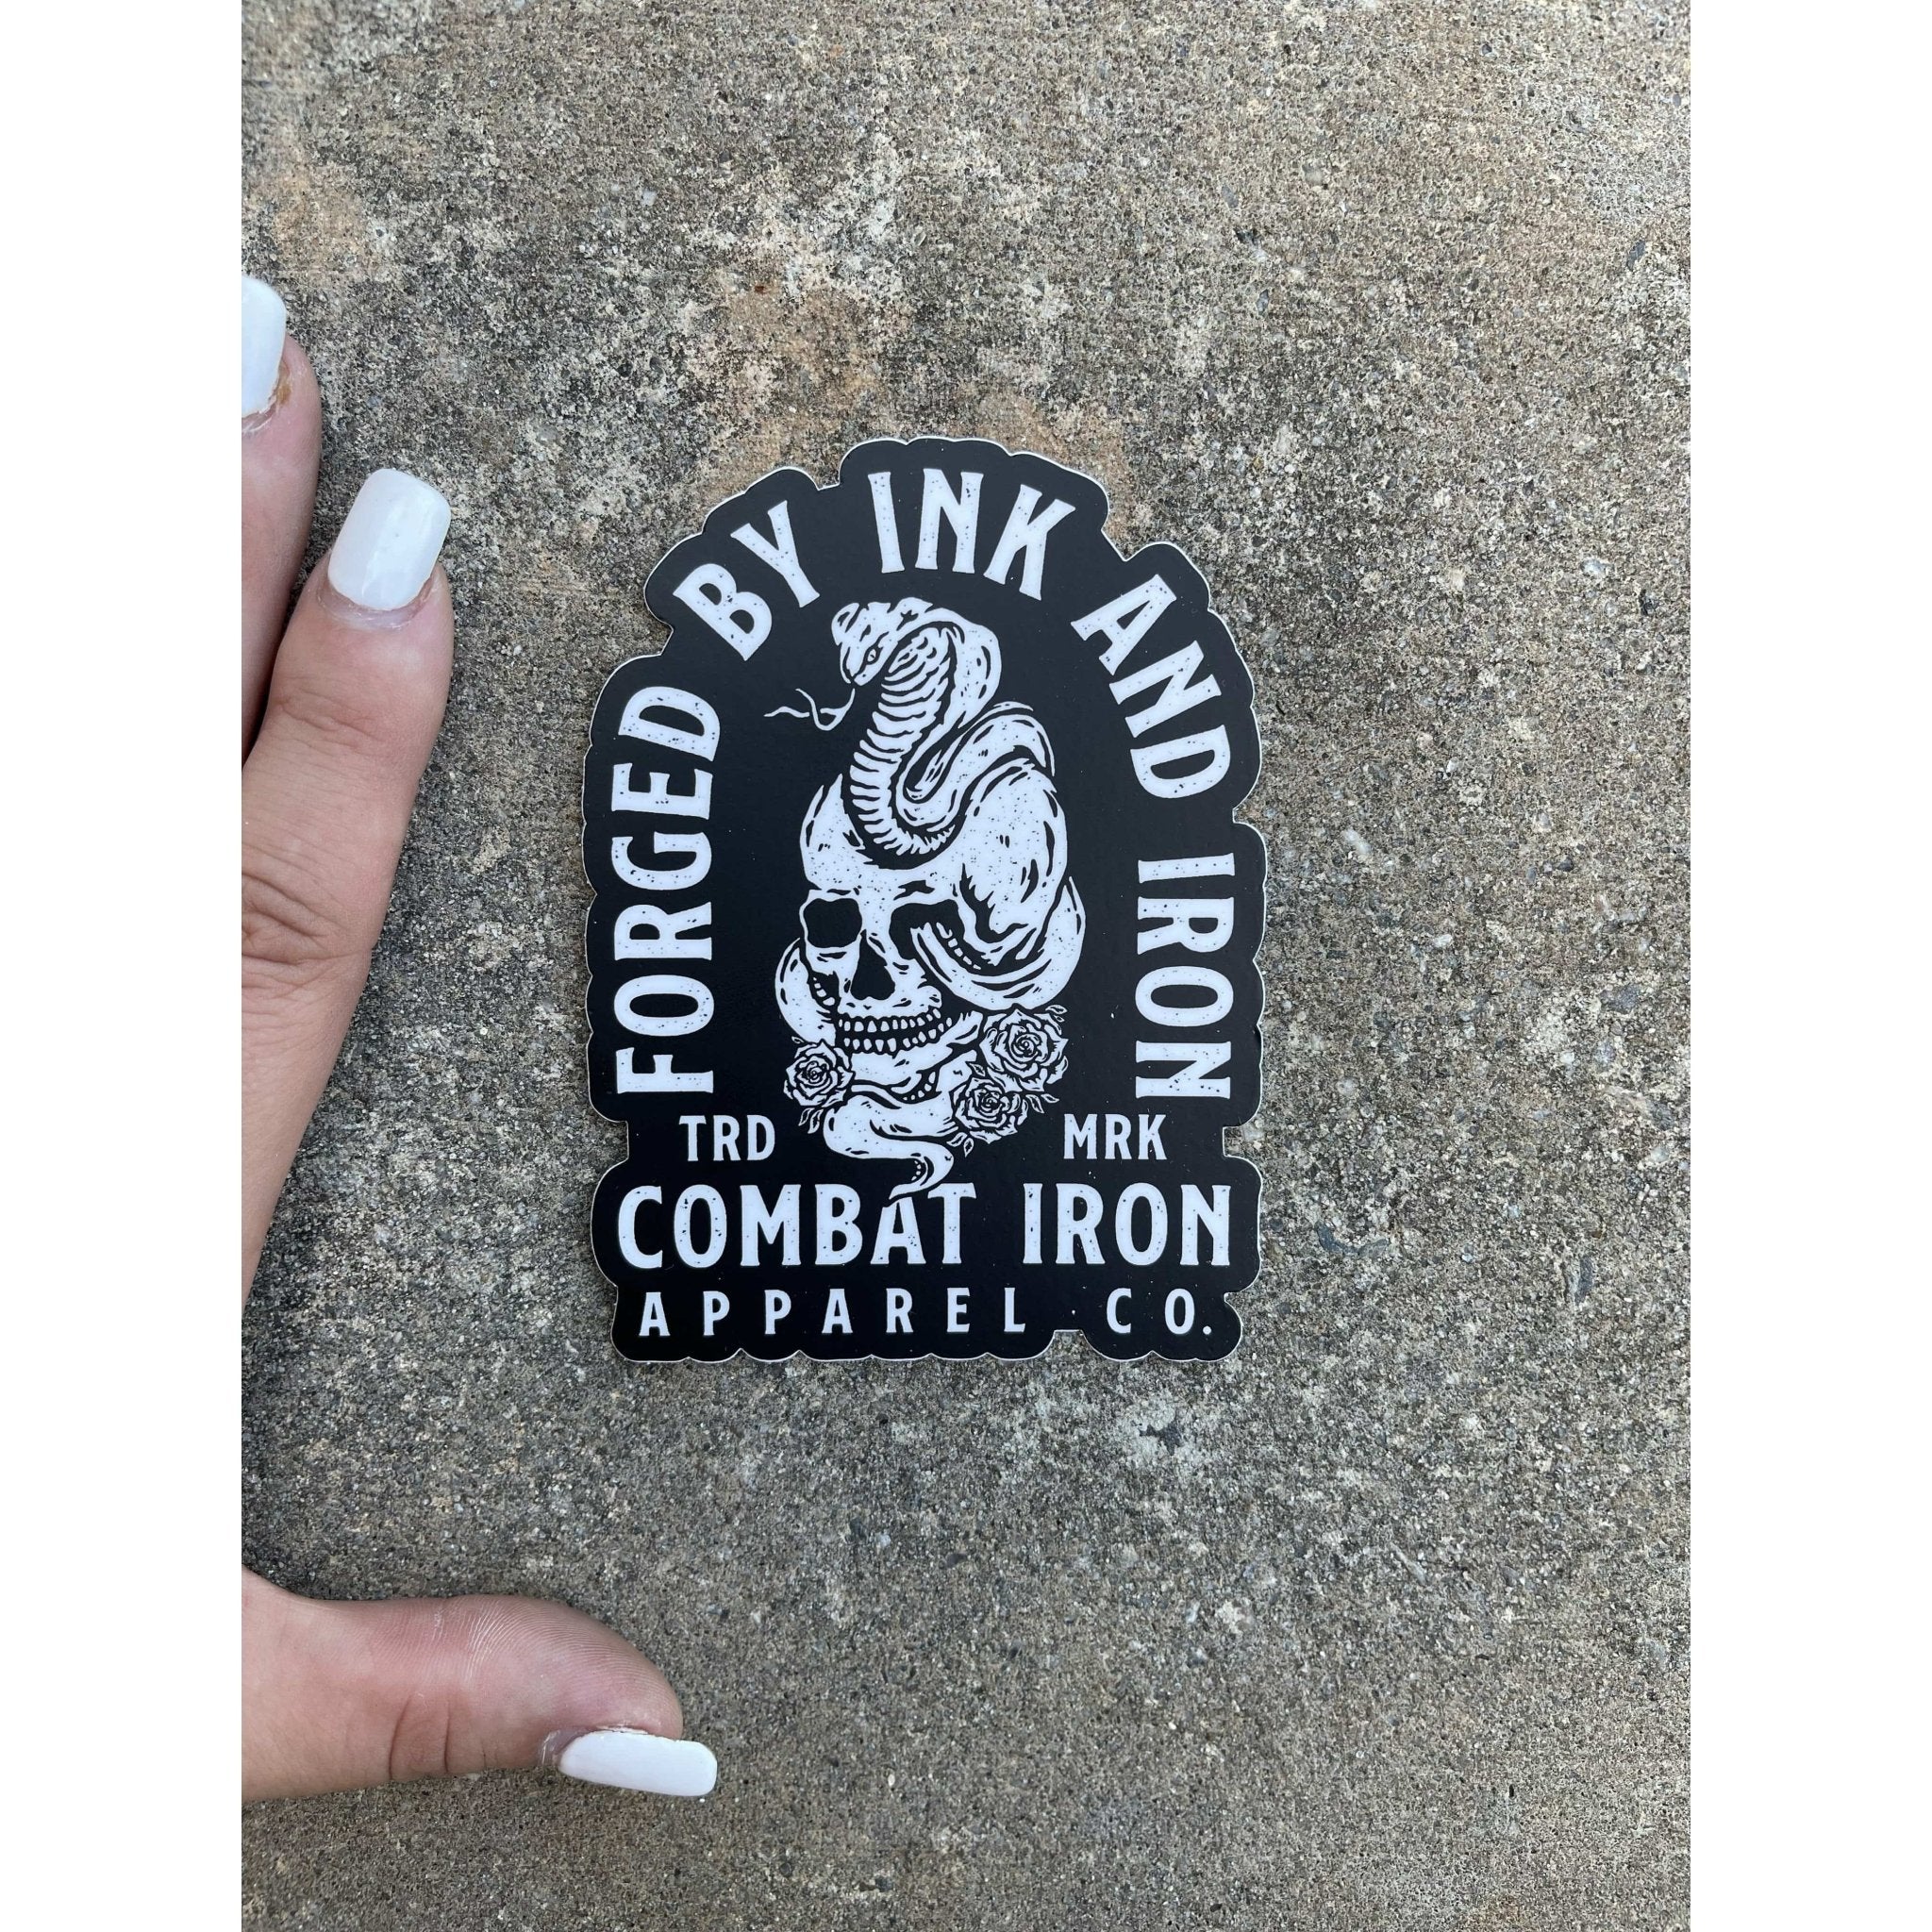 FORGED BY INK AND IRON
TRD MRK
COMBAT IRON
APPAREL CO.